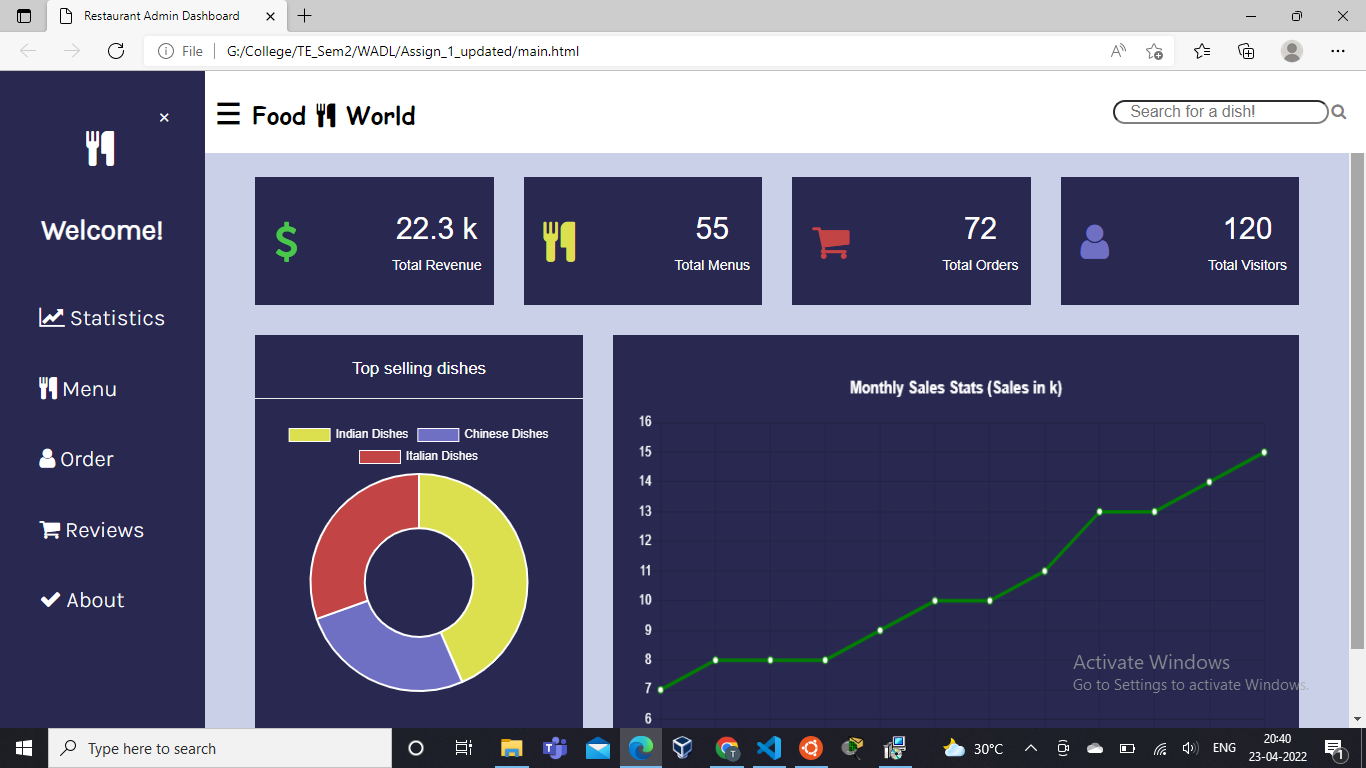 Restaurant Admin Dashboard
File
G:/College/TE_Sem2/WADL/Assign_1_updated/main.html
Food World
Search for a dish!
Welcome!
Statistics
Menu
Order
Reviews
About
22.3 k
Total Revenue
55
Total Menus
72
Total Orders
120
Total Visitors
Top selling dishes
Indian Dishes
Chinese Dishes
Italian Dishes
Monthly Sales Stats (Sales in k)
16
15
14
13
12
11
10
9
8
7
6
Activate Windows
Go to Settings to activate Windows.
Type here to search
30°C
ENG
20:40
23-04-2022
1